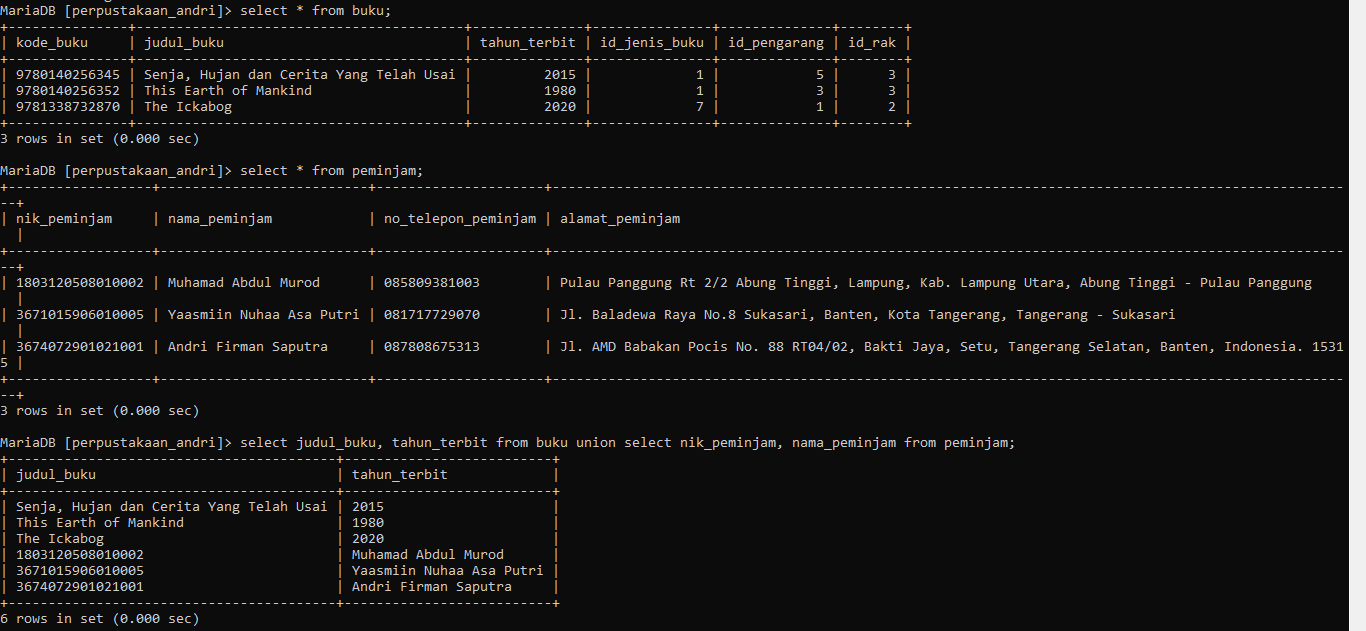 MariaDB [perpustakaan_andri]> select * from buku;
+---------------+-----------------------------------------+--------------+---------------+--------------+--------+
| kode_buku     | judul_buku                              | tahun_terbit | id_jenis_buku | id_pengarang | id_rak |
+---------------+-----------------------------------------+--------------+---------------+--------------+--------+
| 9780140256345 | Senja, Hujan dan Cerita Yang Telah Usai |         2015 |             1 |            5 |      3 |
| 9780140256352 | This Earth of Mankind                   |         1980 |             1 |            3 |      3 |
| 9781338732870 | The Ickabog                             |         2020 |             7 |            1 |      2 |
+---------------+-----------------------------------------+--------------+---------------+--------------+--------+
3 rows in set (0.000 sec)
MariaDB [perpustakaan_andri]> select * from peminjam;
+------------------+--------------------------+---------------------+---------------------------------------------------------------------------------------------------
--+
| nik_peminjam     | nama_peminjam            | no_telepon_peminjam | alamat_peminjam
  |
+------------------+--------------------------+---------------------+---------------------------------------------------------------------------------------------------
--+
| 1803120508010002 | Muhamad Abdul Murod      | 085809381003        | Pulau Panggung Rt 2/2 Abung Tinggi, Lampung, Kab. Lampung Utara, Abung Tinggi - Pulau Panggung
  |
| 3671015906010005 | Yaasmiin Nuhaa Asa Putri | 081717729070        | Jl. Baladewa Raya No.8 Sukasari, Banten, Kota Tangerang, Tangerang - Sukasari
  |
| 3674072901021001 | Andri Firman Saputra     | 087808675313        | Jl. AMD Babakan Pocis No. 88 RT04/02, Bakti Jaya, Setu, Tangerang Selatan, Banten, Indonesia. 1531
5 |
+------------------+--------------------------+---------------------+---------------------------------------------------------------------------------------------------
--+
3 rows in set (0.000 sec)
MariaDB [perpustakaan_andri]> select judul_buku, tahun_terbit from buku union select nik_peminjam, nama_peminjam from peminjam;
+-----------------------------------------+--------------------------+
| judul_buku                              | tahun_terbit             |
+-----------------------------------------+--------------------------+
| Senja, Hujan dan Cerita Yang Telah Usai | 2015                     |
| This Earth of Mankind                   | 1980                     |
| The Ickabog                             | 2020                     |
| 1803120508010002                        | Muhamad Abdul Murod      |
| 3671015906010005                        | Yaasmiin Nuhaa Asa Putri |
| 3674072901021001                        | Andri Firman Saputra     |
+-----------------------------------------+--------------------------+
6 rows in set (0.000 sec)